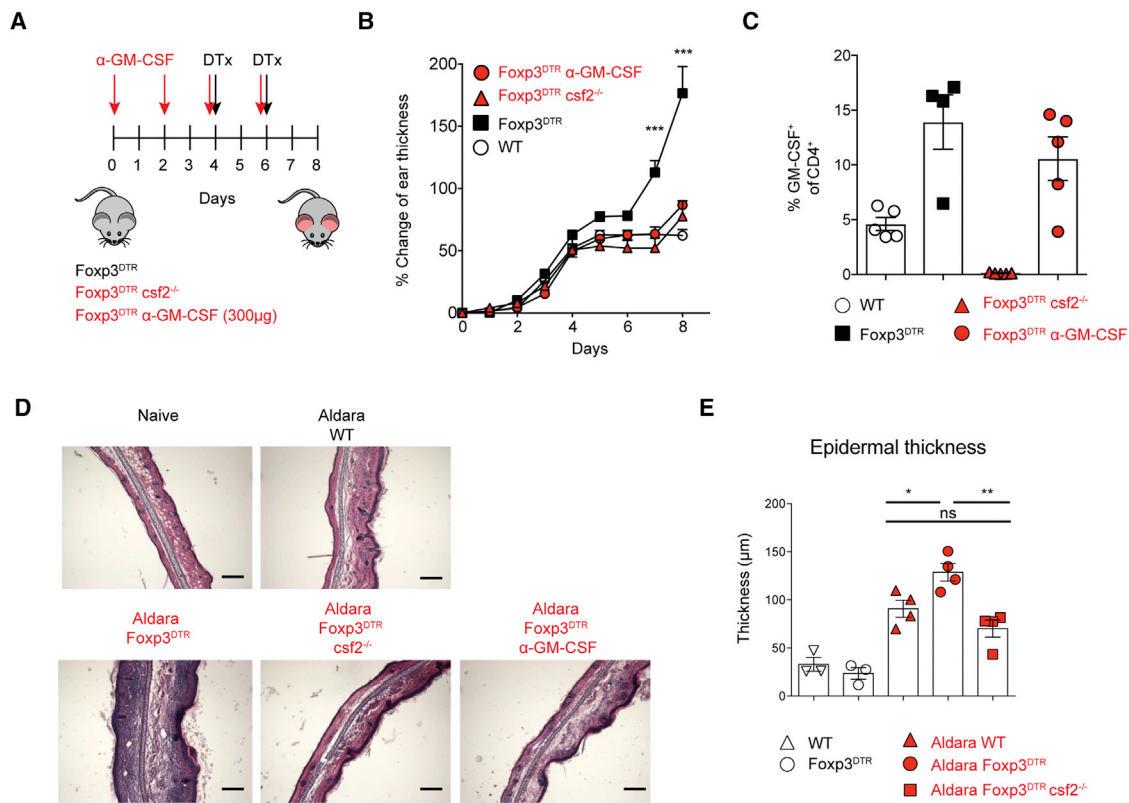 A
α-GM-CSF
DTx
DTx
0 1 2 3 4 5 6 7 8
Days
Foxp3DTR
Foxp3DTR csf2-/-
Foxp3DTR α-GM-CSF (300µg)
B
% Change of ear thickness
200
150
100
50
0
0 2 4 6 8
Days
Foxp3DTR α-GM-CSF
Foxp3DTR csf2-/-
Foxp3DTR
WT
***
***
C
% GM-CSF+
of CD4+
20
15
10
5
0
WT
Foxp3DTR csf2-/-
Foxp3DTR
Foxp3DTR α-GM-CSF
D
Naive
Aldara
WT
Aldara
Foxp3DTR
Aldara
Foxp3DTR
csf2-/-
Aldara
Foxp3DTR
α-GM-CSF
E
Epidermal thickness
* **
ns
Thickness (µm)
200
150
100
50
0
WT
Foxp3DTR
Aldara WT
Aldara Foxp3DTR
Aldara Foxp3DTR csf2-/-